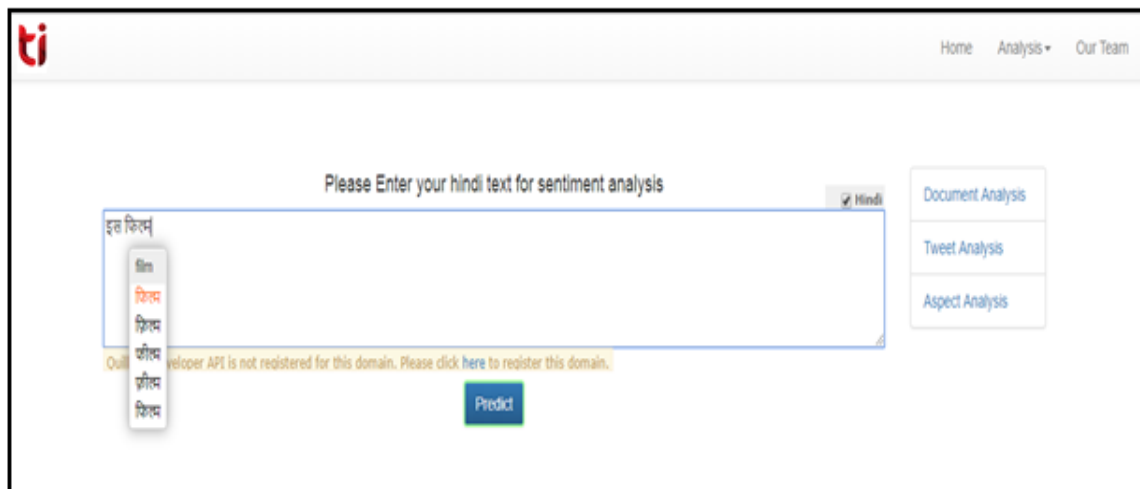 ti
Home Analysis Our Team
Please Enter your hindi text for sentiment analysis
Hindi
इस फिल्म
film
फिल्म
फ़िल्म
फील्म
फ़ील्म
फिल्म
Quil veloper API is not registered for this domain. Please click here to register this domain.
Predict
Document Analysis
Tweet Analysis
Aspect Analysis